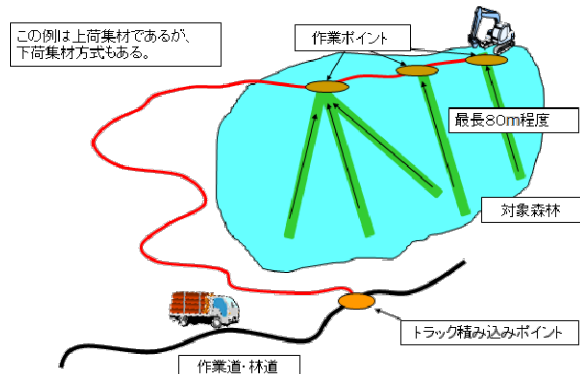 この例は上荷集材であるが、
下荷集材方式もある。
作業ポイント
最長80m程度
対象森林
トラック積み込みポイント
作業道・林道